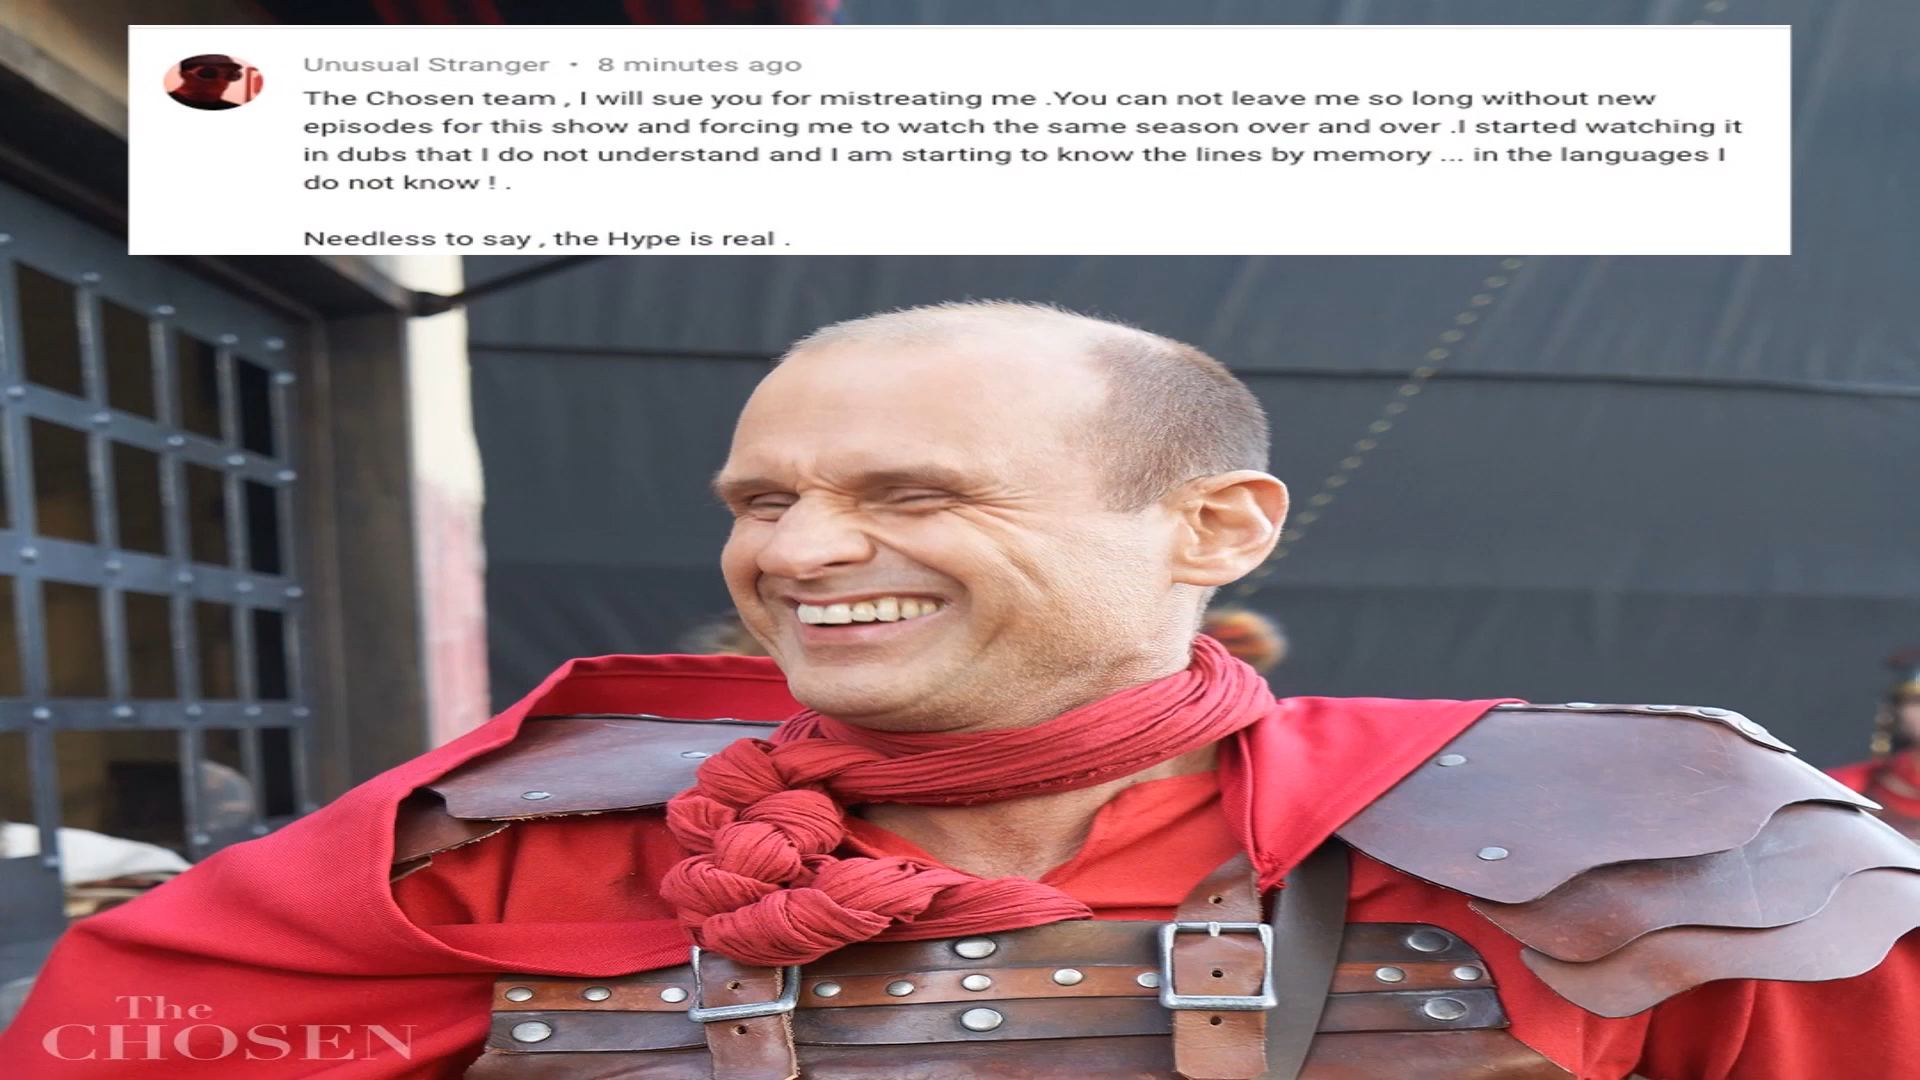 Unusual Stranger • 8 minutes ago
The Chosen team , I will sue you for mistreating me .You can not leave me so long without new
episodes for this show and forcing me to watch the same season over and over .I started watching it
in dubs that I do not understand and I am starting to know the lines by memory ... in the languages I
do not know ! .
Needless to say , the Hype is real .
The
CHOSEN